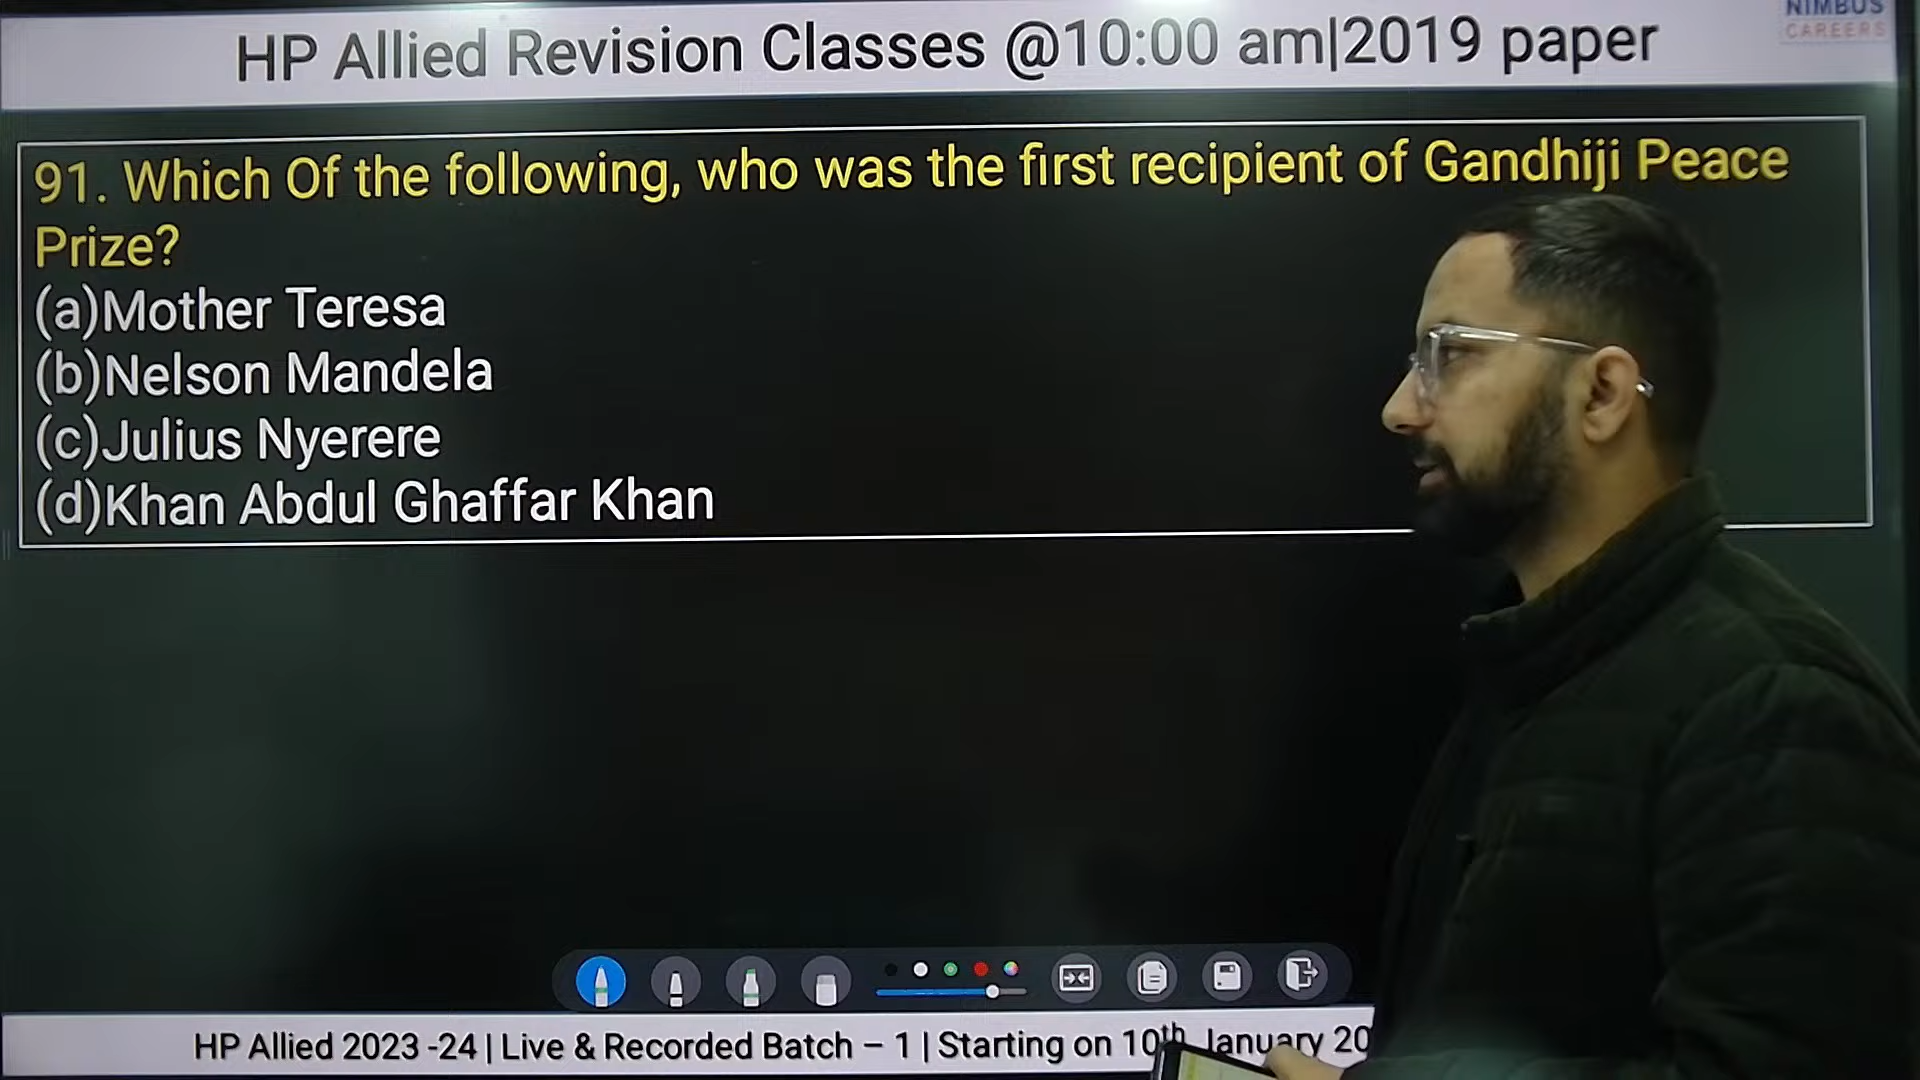 NIMBUS
CAREERS
HP Allied Revision Classes @10:00 am|2019 paper
91. Which Of the following, who was the first recipient of Gandhiji Peace
Prize?
(a)Mother Teresa
(b)Nelson Mandela
(c)Julius Nyerere
(d)Khan Abdul Ghaffar Khan
HP Allied 2023 -24 | Live & Recorded Batch – 1 | Starting on 10th January 20